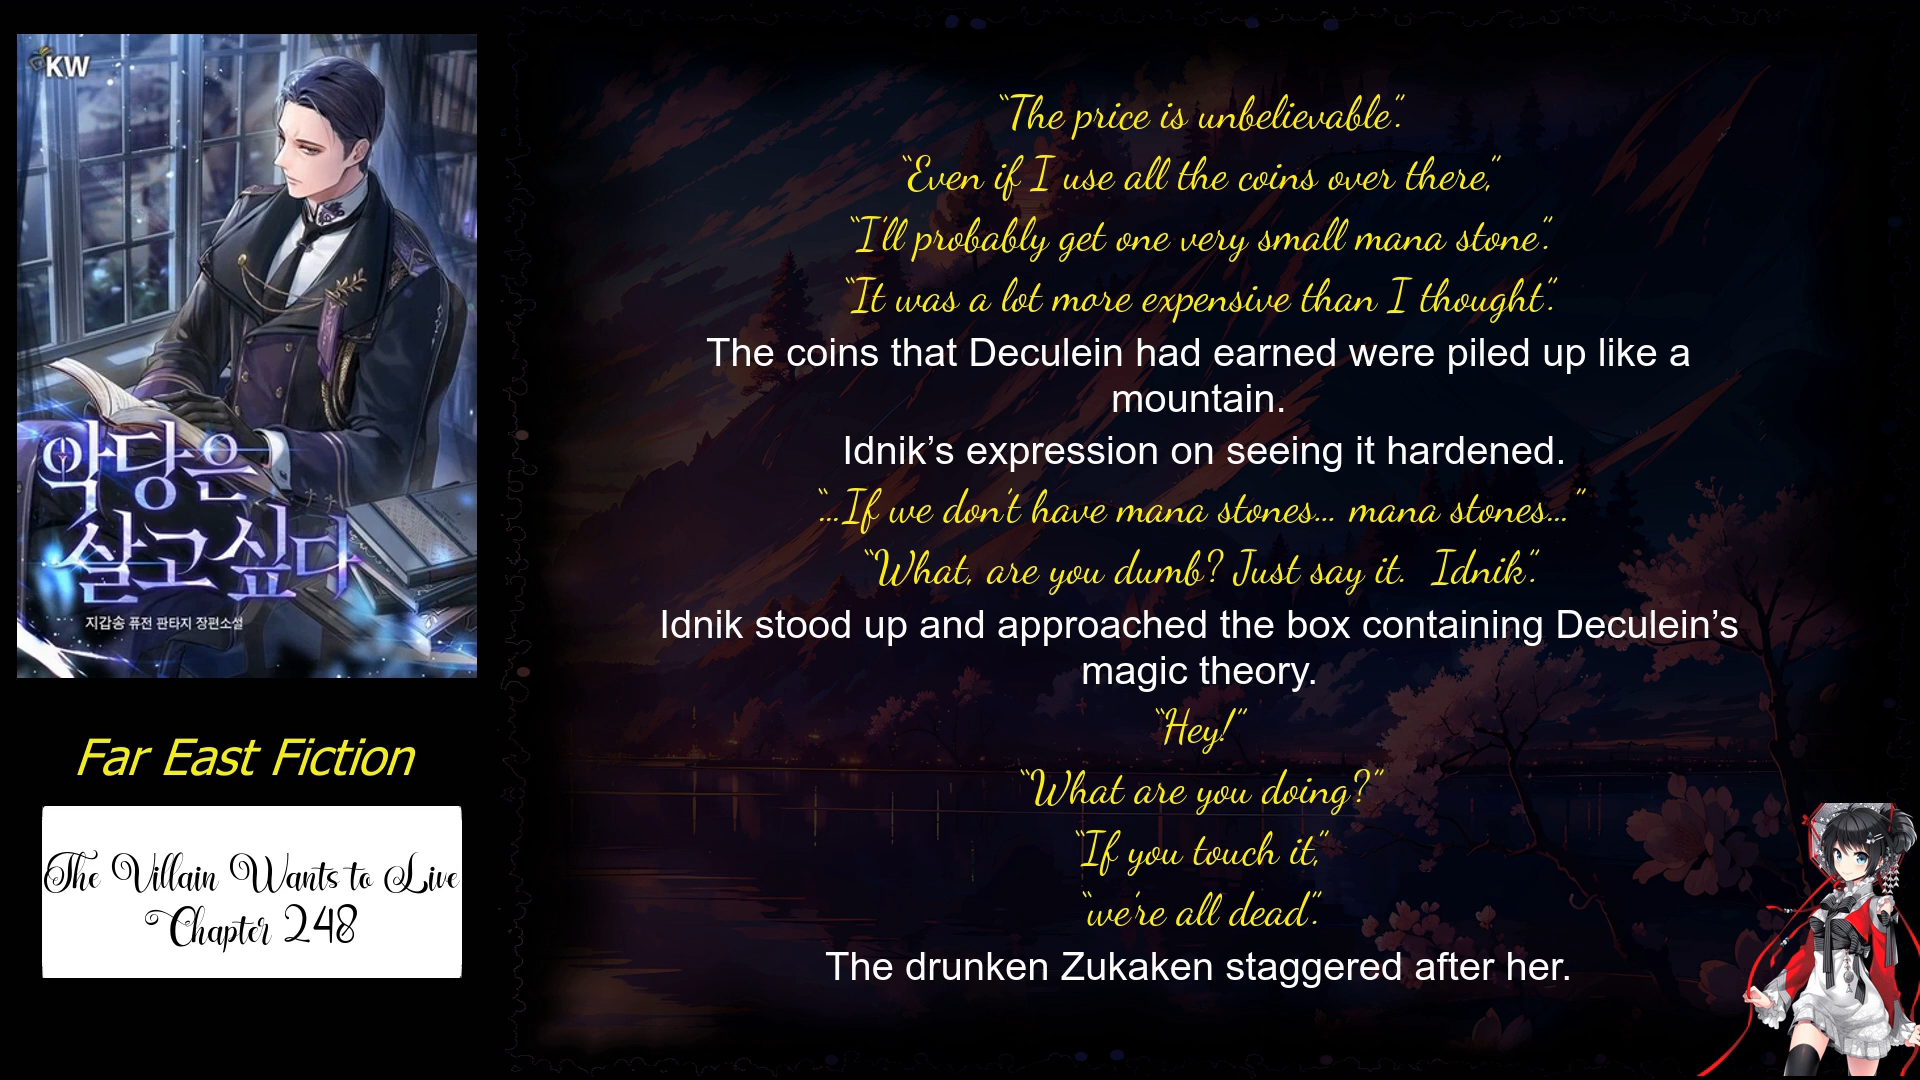 KW
악당은
살고싶다
지갑송 퓨전 판타지 장편소설
Far East Fiction
The Villain Wants to Live
Chapter 248
“The price is unbelievable”.
“Even if I use all the coins over there,”
“I’ll probably get one very small mana stone”.
“It was a lot more expensive than I thought”.
The coins that Deculein had earned were piled up like a
mountain.
Idnik’s expression on seeing it hardened.
“…If we don’t have mana stones… mana stones…”
“What, are you dumb? Just say it.  Idnik”.
Idnik stood up and approached the box containing Deculein’s
magic theory.
“Hey!”
“What are you doing?”
“If you touch it,”
“we’re all dead”.
The drunken Zukaken staggered after her.